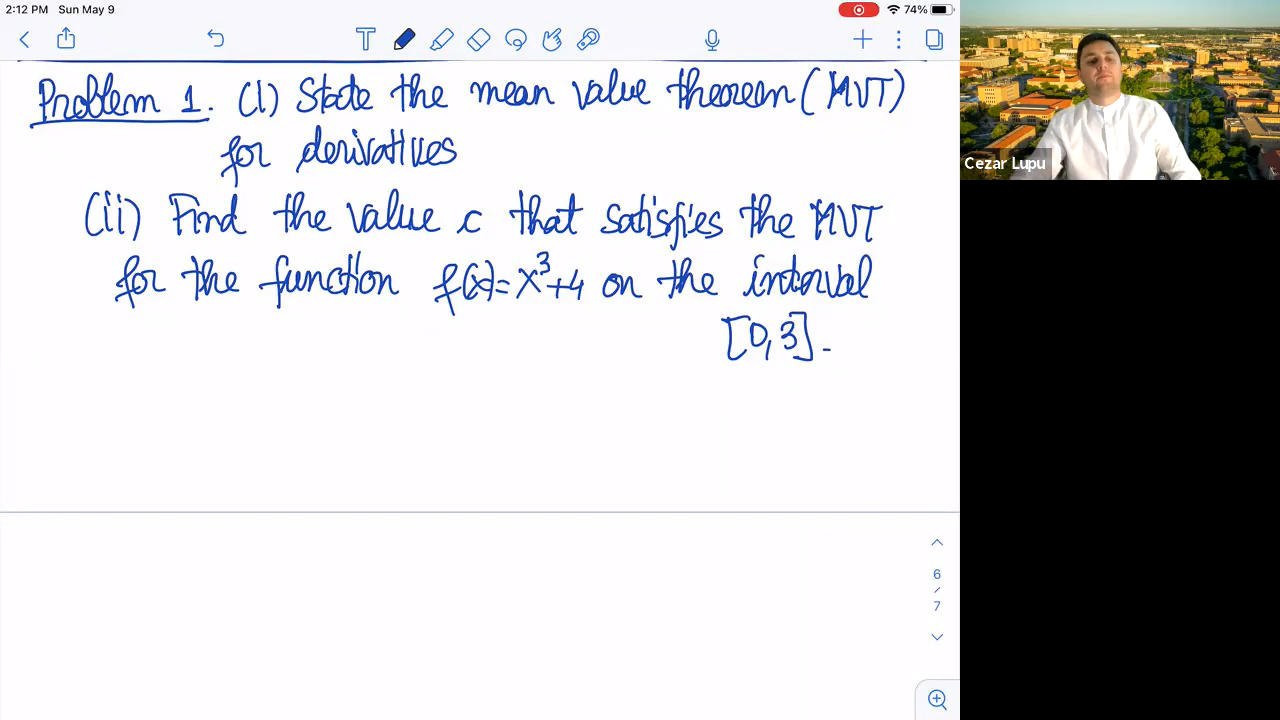 2:12 PM Sun May 9
74%
Problem 1. (i) State the mean value theorem (MVT)
for derivatives
(ii) Find the value c that satisfies the MVT
for the function f(x)=x³+4 on the interval
[0,3].
Cezar Lupu
6
/
7